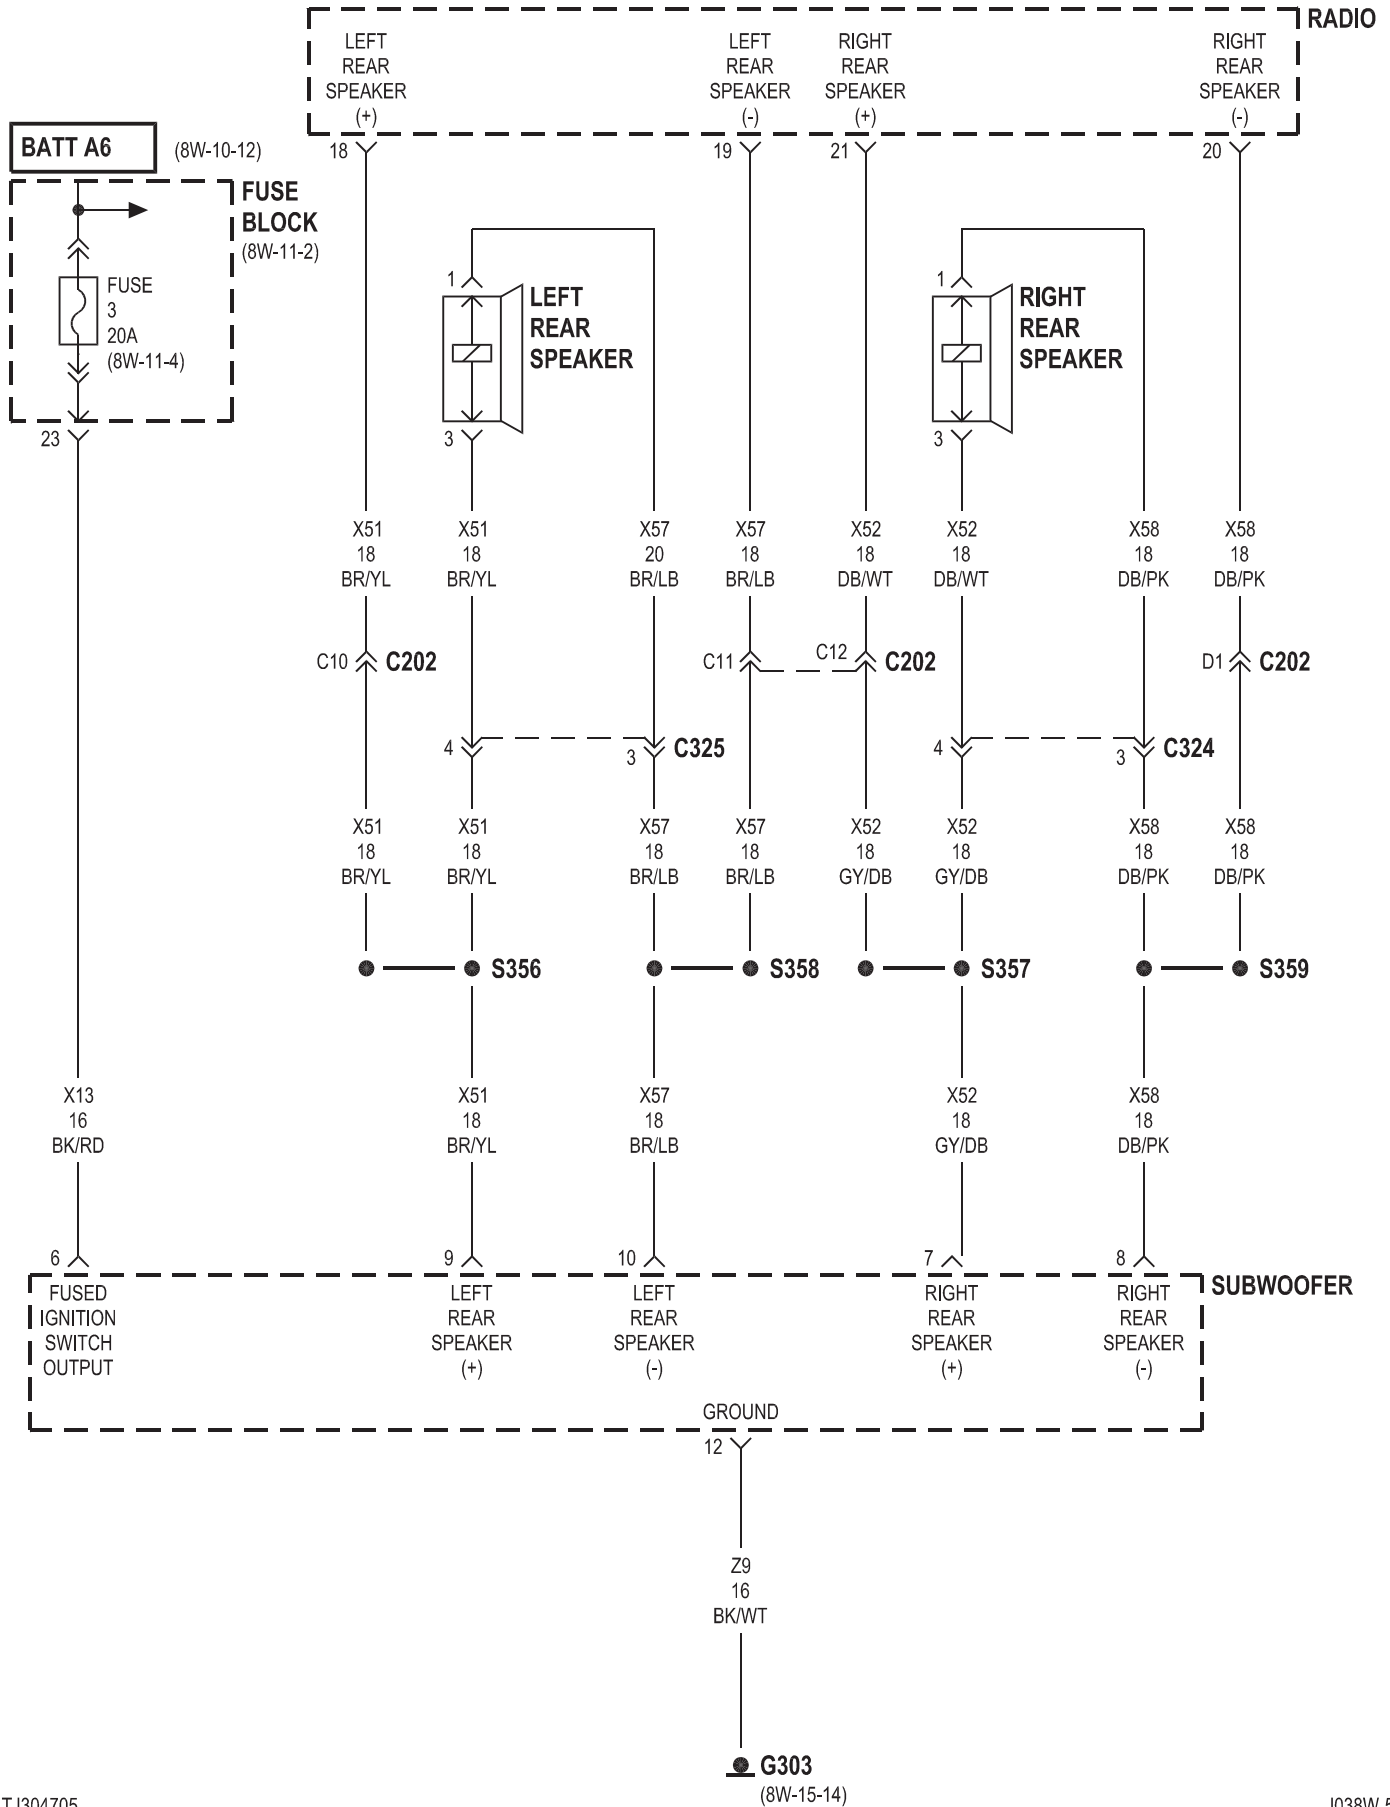 RADIO
LEFT
REAR
SPEAKER
(+)
LEFT
REAR
SPEAKER
(-)
RIGHT
REAR
SPEAKER
(+)
RIGHT
REAR
SPEAKER
(-)
18
19
21
20
BATT A6
(8W-10-12)
FUSE
BLOCK
(8W-11-2)
FUSE
3
20A
(8W-11-4)
23
1
LEFT
REAR
SPEAKER
3
1
RIGHT
REAR
SPEAKER
3
X51
18
BR/YL
X51
18
BR/YL
X57
20
BR/LB
X57
18
BR/LB
X52
18
DB/WT
X52
18
DB/WT
X58
18
DB/PK
X58
18
DB/PK
C10
C202
C11
C12
C202
D1
C202
4
3
C325
4
3
C324
X51
18
BR/YL
X51
18
BR/YL
X57
18
BR/LB
X57
18
BR/LB
X52
18
GY/DB
X52
18
GY/DB
X58
18
DB/PK
X58
18
DB/PK
S356
S358
S357
S359
X13
16
BK/RD
X51
18
BR/YL
X57
18
BR/LB
X52
18
GY/DB
X58
18
DB/PK
6
9
10
7
8
SUBWOOFER
FUSED
IGNITION
SWITCH
OUTPUT
LEFT
REAR
SPEAKER
(+)
LEFT
REAR
SPEAKER
(-)
RIGHT
REAR
SPEAKER
(+)
RIGHT
REAR
SPEAKER
(-)
GROUND
12
Z9
16
BK/WT
G303
(8W-15-14)
TJ304705
J038W-5